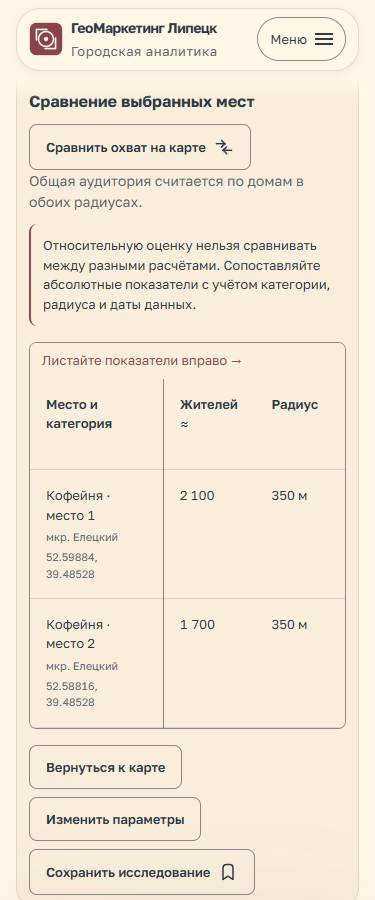 ГеоМаркетинг Липецк
Городская аналитика
Меню
Сравнение выбранных мест
Сравнить охват на карте
Общая аудитория считается по домам в
обоих радиусах.
Относительную оценку нельзя сравнивать
между разными расчётами. Сопоставляйте
абсолютные показатели с учётом категории,
радиуса и даты данных.
Листайте показатели вправо →
Место и
категория
Жителей
≈
Радиус
Кофейня ·
место 1
мкр. Елецкий
52.59884,
39.48528
2 100
350 м
Кофейня ·
место 2
мкр. Елецкий
52.58816,
39.48528
1 700
350 м
Вернуться к карте
Изменить параметры
Сохранить исследование